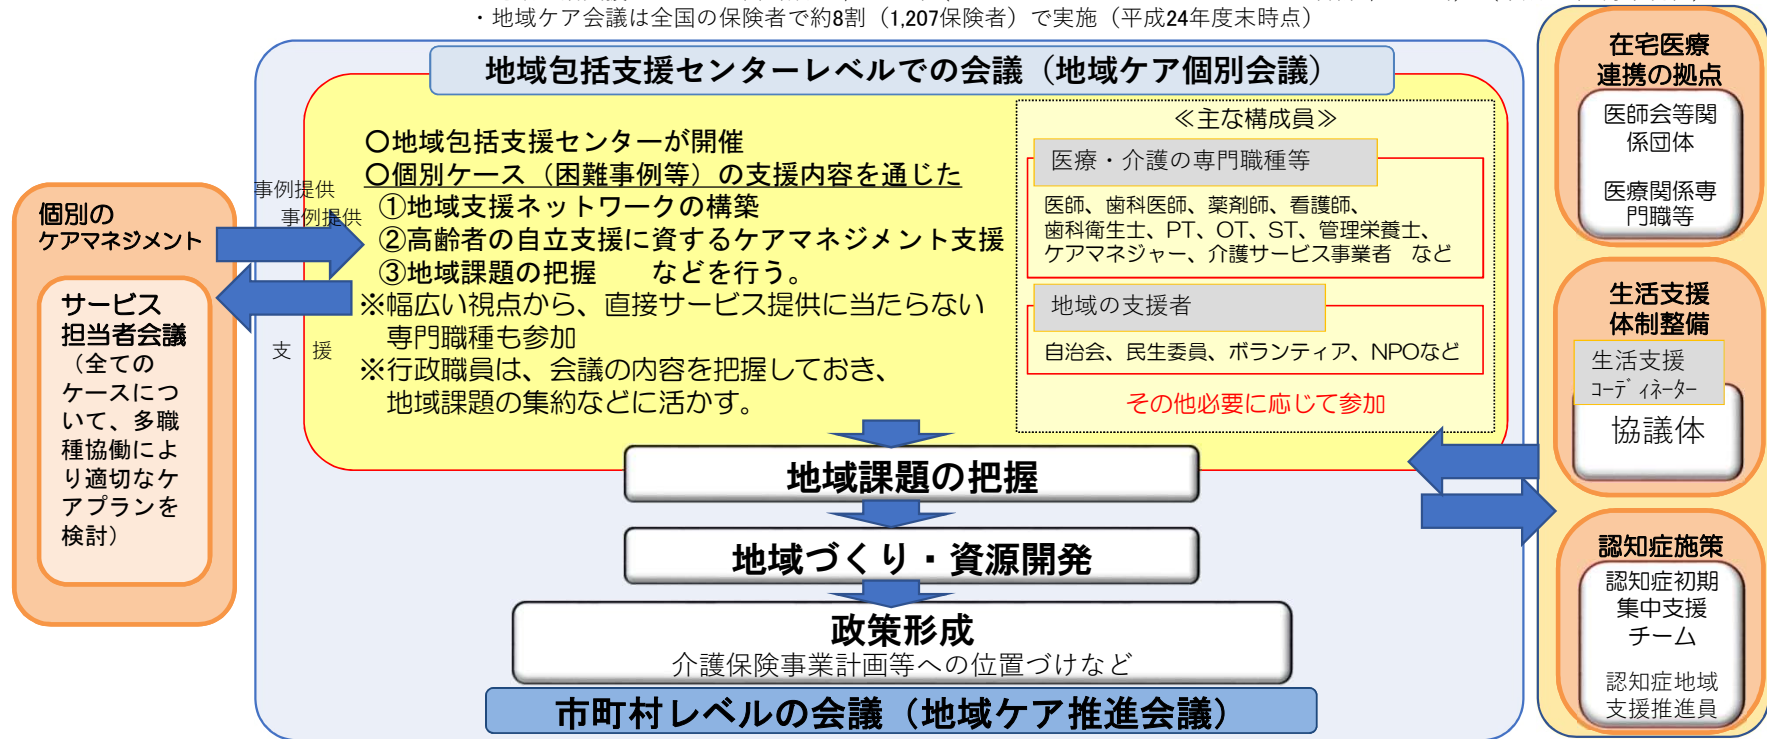 ・地域ケア会議は全国の保険者で約8割（1,207保険者）で実施（平成24年度末時点）
地域包括支援センターレベルでの会議（地域ケア個別会議）
〇地域包括支援センターが開催
〇個別ケース（困難事例等）の支援内容を通じた
①地域支援ネットワークの構築
②高齢者の自立支援に資するケアマネジメント支援
③地域課題の把握　　などを行う。
※幅広い視点から、直接サービス提供に当たらない
専門職種も参加
※行政職員は、会議の内容を把握しておき、
地域課題の集約などに活かす。
≪主な構成員≫
医療・介護の専門職種等
医師、歯科医師、薬剤師、看護師、
歯科衛生士、PT、OT、ST、管理栄養士、
ケアマネジャー、介護サービス事業者　など
地域の支援者
自治会、民生委員、ボランティア、NPOなど
その他必要に応じて参加
事例提供
事例提供
支　援
個別の
ケアマネジメント
サービス
担当者会議
（全ての
ケースにつ
いて、多職
種協働によ
り適切なケ
アプランを
検討）
地域課題の把握
地域づくり・資源開発
政策形成
介護保険事業計画等への位置づけなど
市町村レベルの会議（地域ケア推進会議）
在宅医療
連携の拠点
医師会等関
係団体
医療関係専
門職等
生活支援
体制整備
生活支援
ｺｰﾃﾞｨﾈｰﾀｰ
協議体
認知症施策
認知症初期
集中支援
チーム
認知症地域
支援推進員